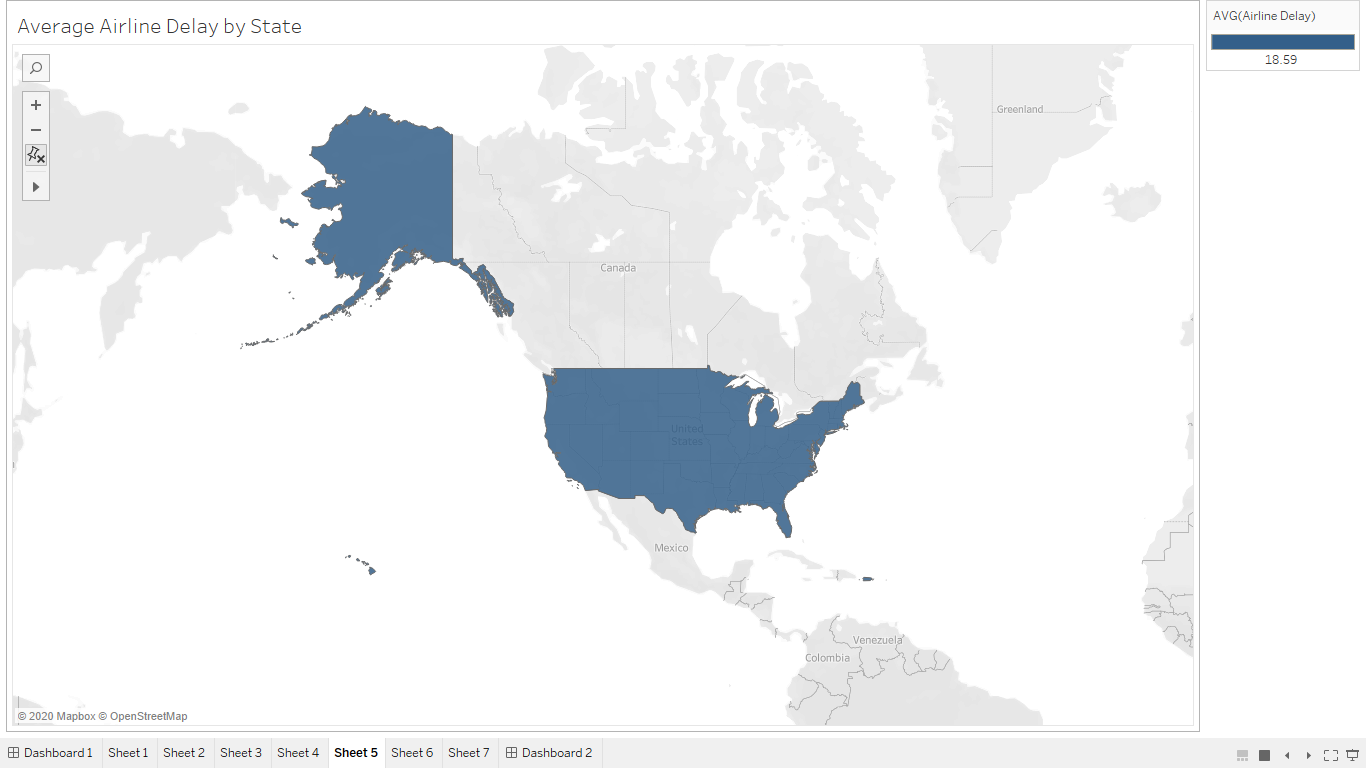 Average Airline Delay by State
AVG(Airline Delay)
18.59
Greenland
Canada
United
States
Mexico
Venezuela
Colombia
© 2020 Mapbox © OpenStreetMap
Dashboard 1
Sheet 1
Sheet 2
Sheet 3
Sheet 4
Sheet 5
Sheet 6
Sheet 7
Dashboard 2